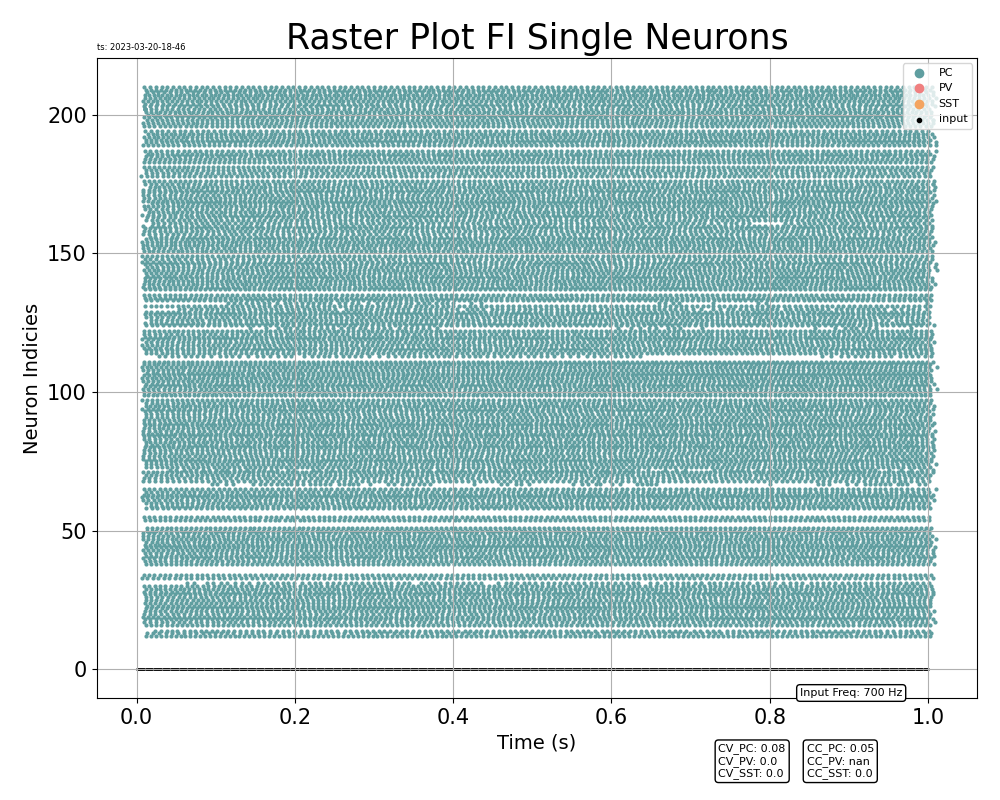 Raster Plot FI Single Neurons
ts: 2023-03-20-18-46
PC
PV
SST
input
200
150
100
50
0
Neuron Indicies
0.0 0.2 0.4 0.6 0.8 1.0
Time (s)
Input Freq: 700 Hz
CV_PC: 0.08
CV_PV: 0.0
CV_SST: 0.0
CC_PC: 0.05
CC_PV: nan
CC_SST: 0.0